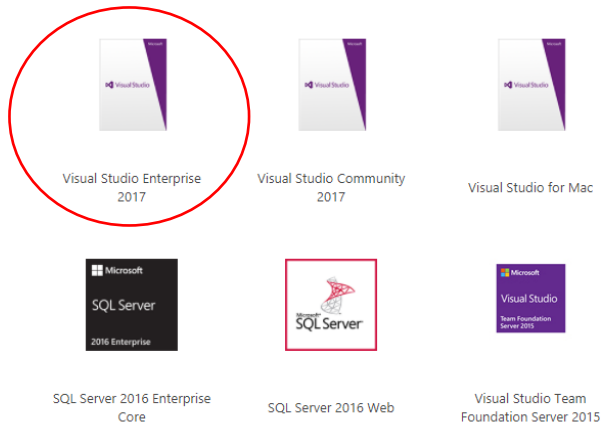 Microsoft
Visual Studio
Microsoft
Visual Studio
Microsoft
Visual Studio
Visual Studio Enterprise
2017
Visual Studio Community
2017
Visual Studio for Mac
Microsoft
SQL Server
2016 Enterprise
Microsoft
SQL Server
Microsoft
Visual Studio
Team Foundation
Server 2015
SQL Server 2016 Enterprise
Core
SQL Server 2016 Web
Visual Studio Team
Foundation Server 2015